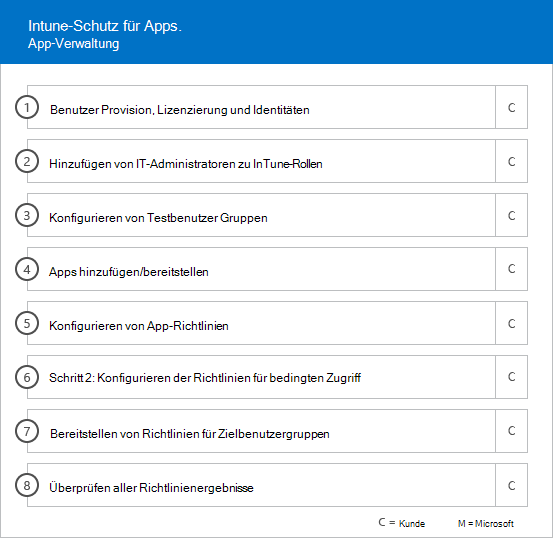 Intune-Schutz für Apps.
App-Verwaltung
1 Benutzer Provision, Lizenzierung und Identitäten C
2 Hinzufügen von IT-Administratoren zu InTune-Rollen C
3 Konfigurieren von Testbenutzer Gruppen C
4 Apps hinzufügen/bereitstellen C
5 Konfigurieren von App-Richtlinien C
6 Schritt 2: Konfigurieren der Richtlinien für bedingten Zugriff C
7 Bereitstellen von Richtlinien für Zielbenutzergruppen C
8 Überprüfen aller Richtlinienergebnisse C
C = Kunde M = Microsoft